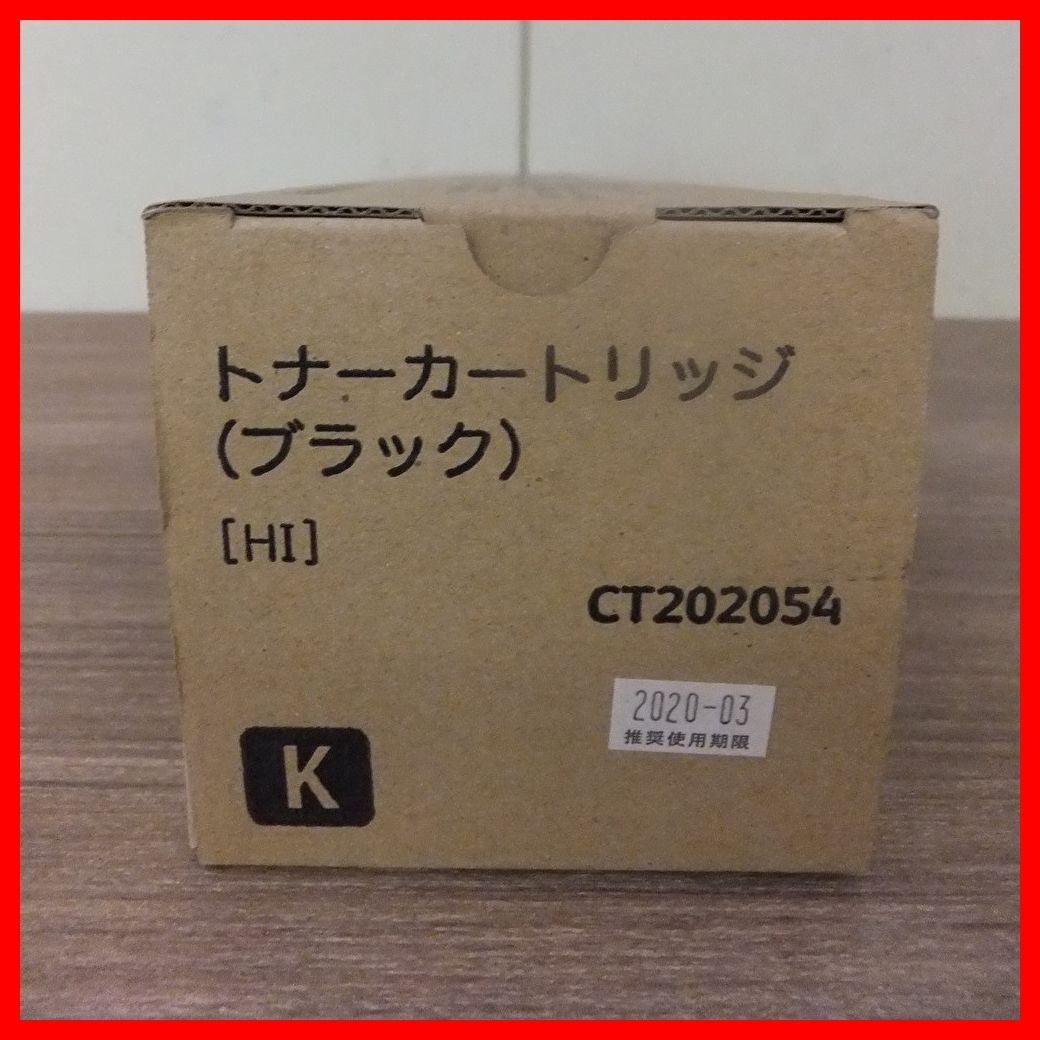 トナーカートリッジ
(ブラック)
[HI]
CT202054
2020-03
推奨使用期限
K